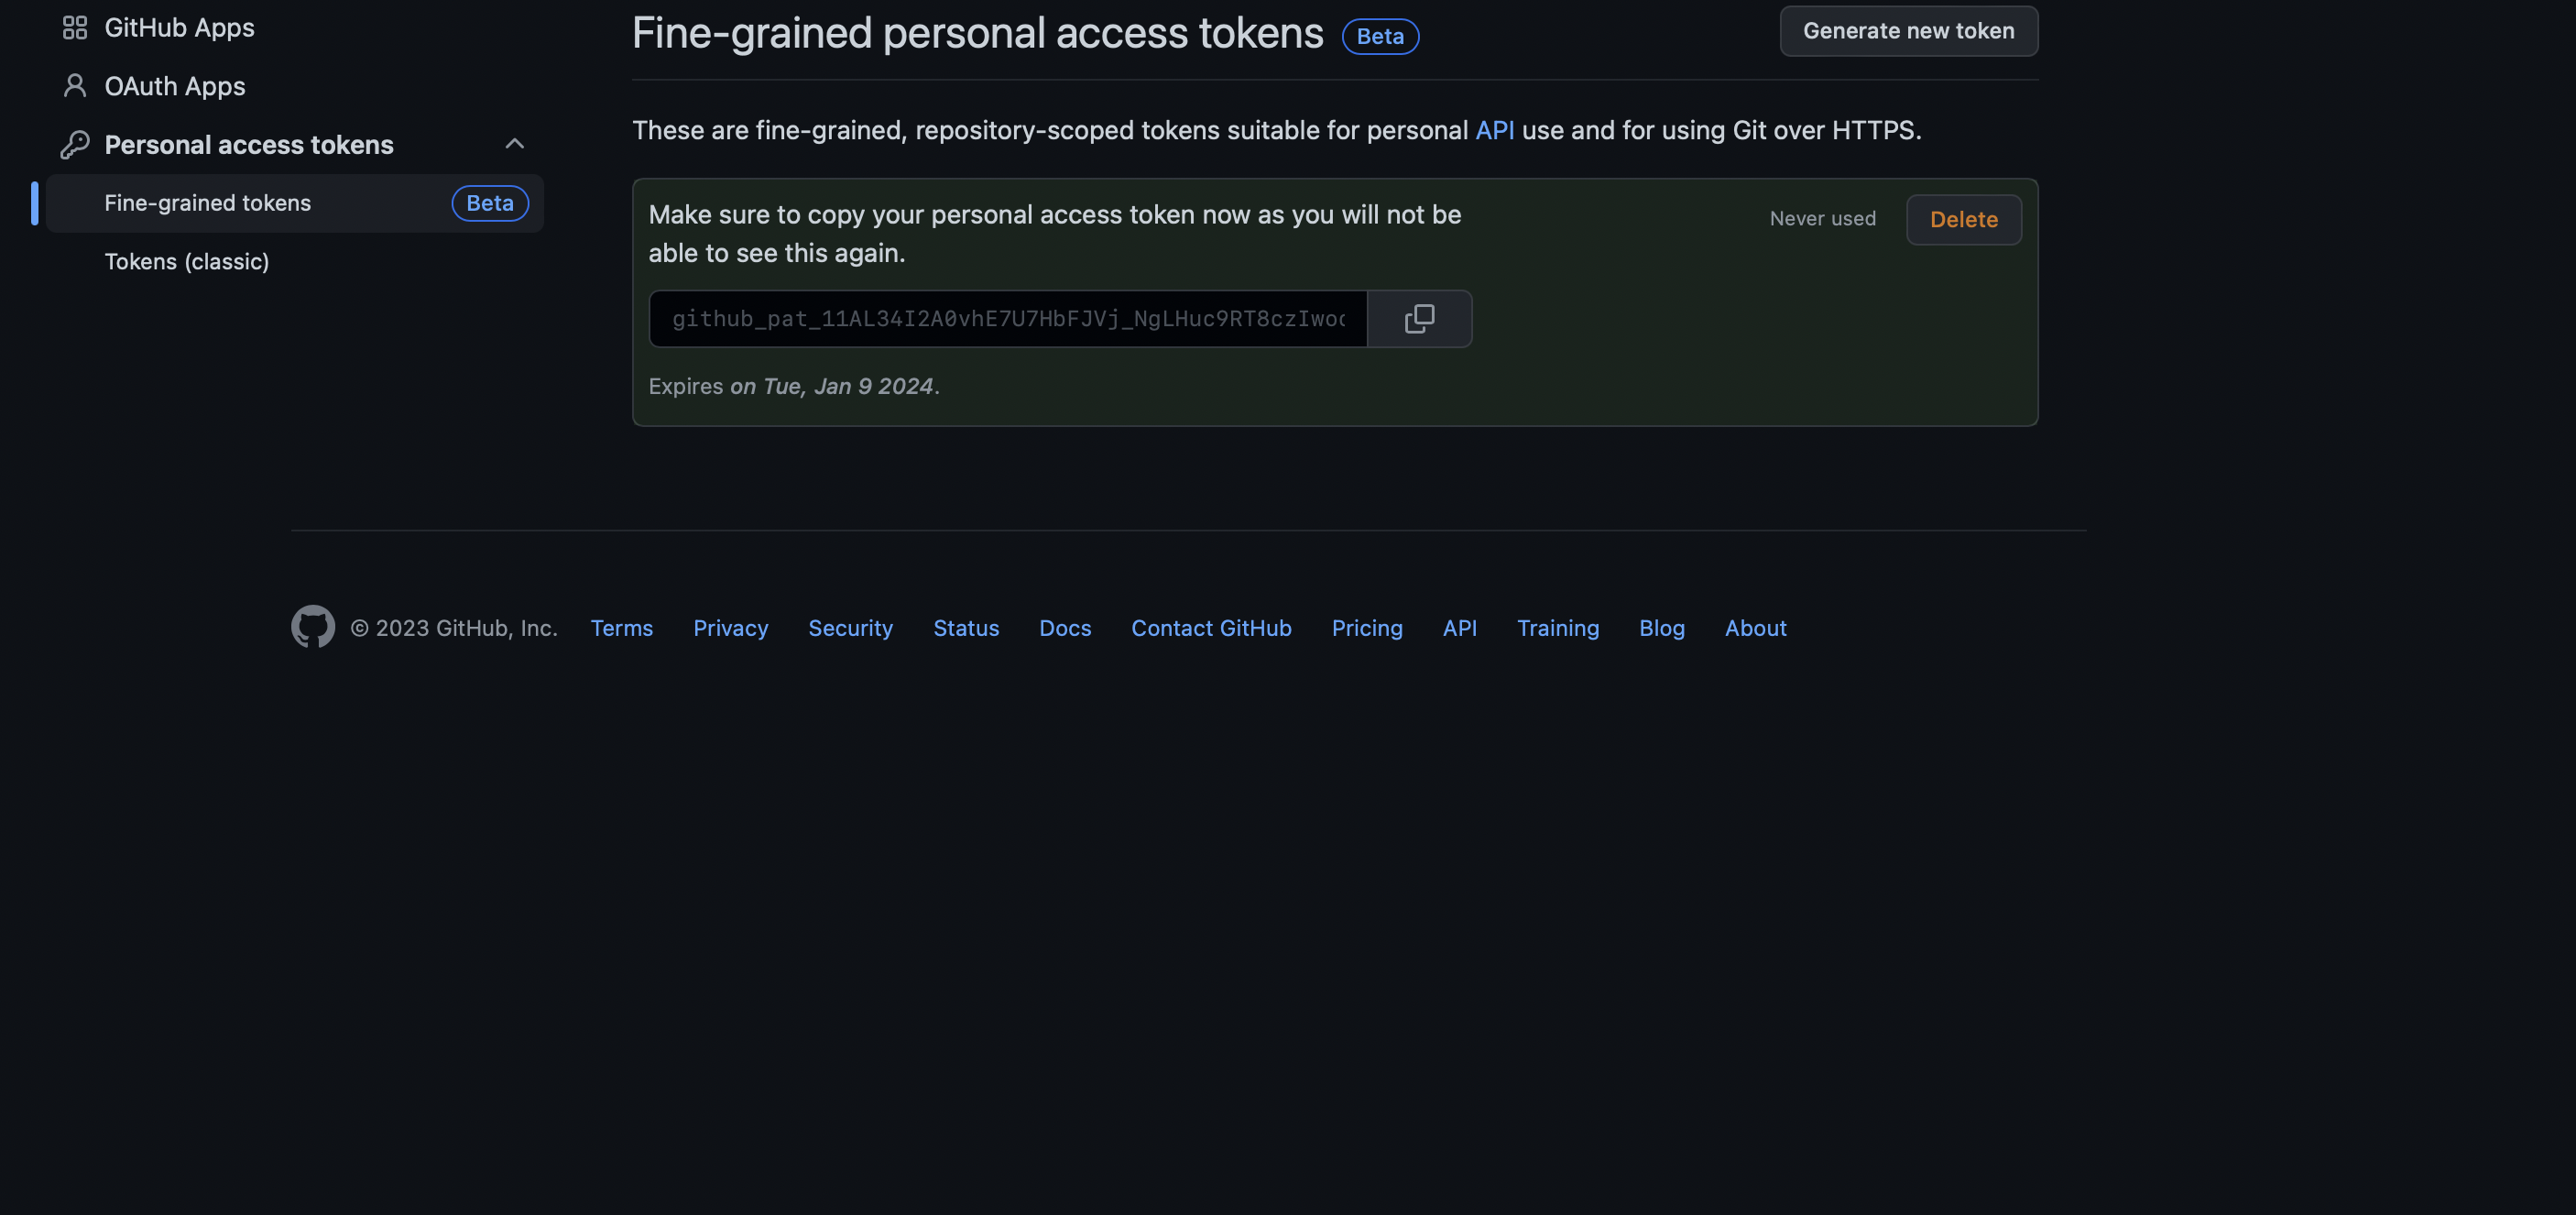 GitHub Apps
OAuth Apps
Personal access tokens
Fine-grained tokens Beta
Tokens (classic)
Fine-grained personal access tokens Beta
Generate new token
These are fine-grained, repository-scoped tokens suitable for personal API use and for using Git over HTTPS.
Make sure to copy your personal access token now as you will not be
able to see this again.
Never used
Delete
github_pat_11AL34I2A0vhE7U7HbFJVj_NgLHuc9RT8czIwo
Expires on Tue, Jan 9 2024.
© 2023 GitHub, Inc. Terms Privacy Security Status Docs Contact GitHub Pricing API Training Blog About